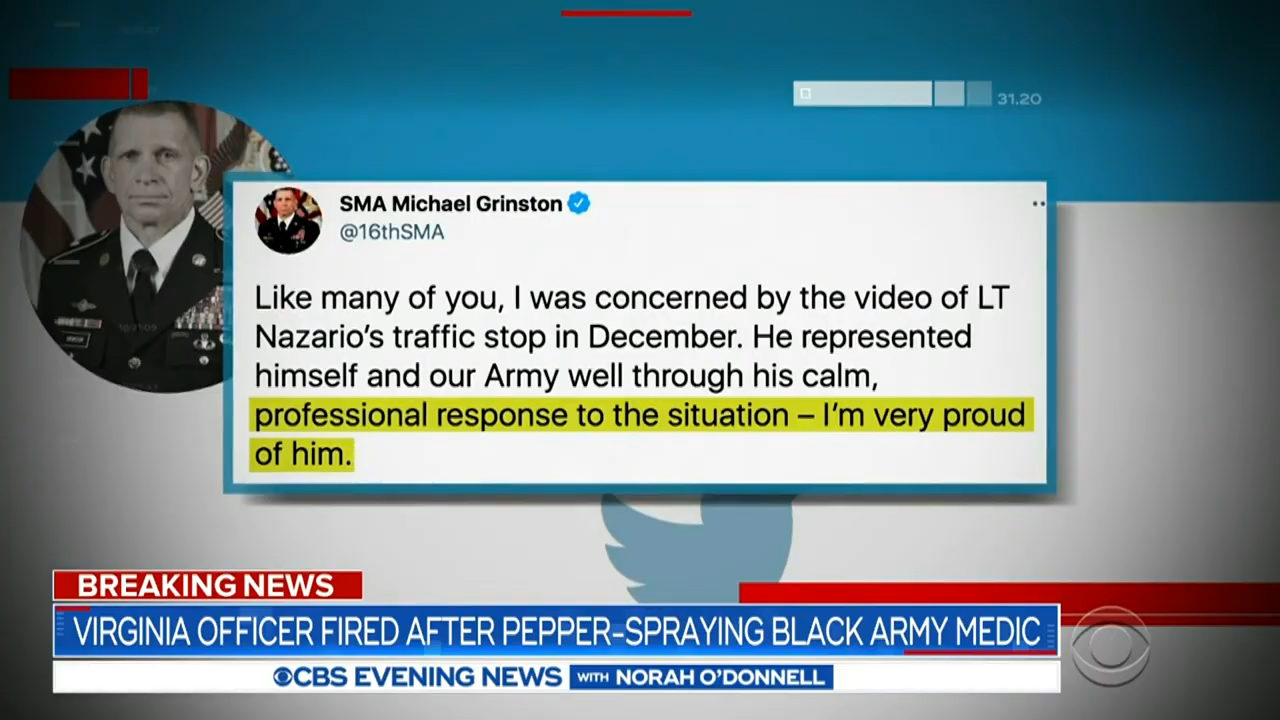 31.20
SMA Michael Grinston
@16thSMA
Like many of you, I was concerned by the video of LT
Nazario’s traffic stop in December. He represented
himself and our Army well through his calm,
professional response to the situation – I’m very proud
of him.
BREAKING NEWS
VIRGINIA OFFICER FIRED AFTER PEPPER-SPRAYING BLACK ARMY MEDIC
CBS EVENING NEWS WITH NORAH O’DONNELL